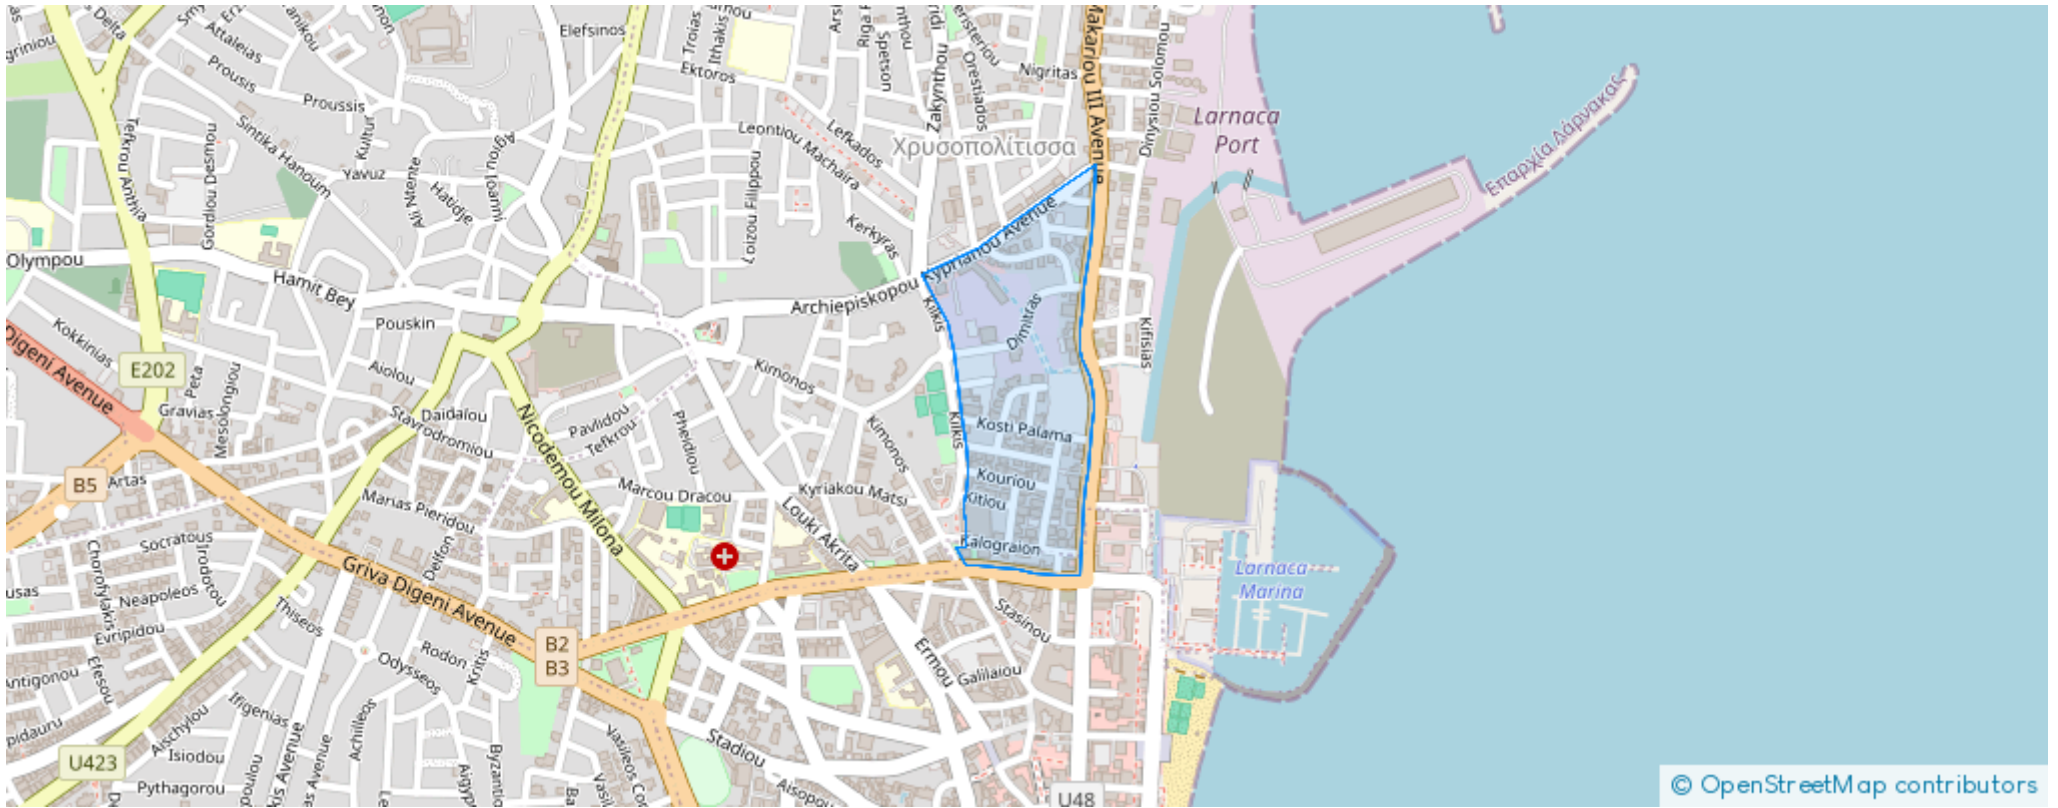 Elefsinos
Attaleias
Prousis
Proussis
Sintika Hanoum
Kultur
Yavuz
Ali Ntente
Hatidje
Agiou Ioanni
Tefkrou Anthia
Gordiou Desmou
Olympou
Hamit Bey
Pouskin
Kokkinias
Aiolou
Digeni Avenue
E202
Peta
Gravias
Mesolongiou
Daidalou
Stavrodromiou
B5
Artas
Marias Pieridou
Socratous
Irodotou
Chorofylakis
Neapoleos
Evripidou
Efesou
Antigonou
Thiseos
Griva Digeni Avenue
Delfon
Rodon
Kritis
Odysseos
Ifigenias
Aischylou
Isiodou
Pythagorou
Achilleos
U423
B2
B3
Nicodemou Milona
Pavlidou
Tefkrou
Pheidiou
Marcou Dracou
Kyriakou Matsi
Louki Akrita
Kimonos
Kimonos
Archiepiskopou
Kyprianou Avenue
Ektoros
Et Troias
Ithakis
Spetson
Zakynthou
Orestiados
Nigritas
Leontiou Machaira
Lefkados
Loizou Filippou
Kerkyras
Χρυσοπολίτισσα
Makariou III Avenue
Dinysiou Solomou
Larnaca
Port
Επαρχία Λάρνακας
Kilkis
Kilkis
Dimitras
Kifisias
Kosti Palama
Kouriou
Kitiou
Kalograion
Stasinou
Ermou
Galilaiou
Stadiou
Larnaca
Marina
U48
© OpenStreetMap contributors